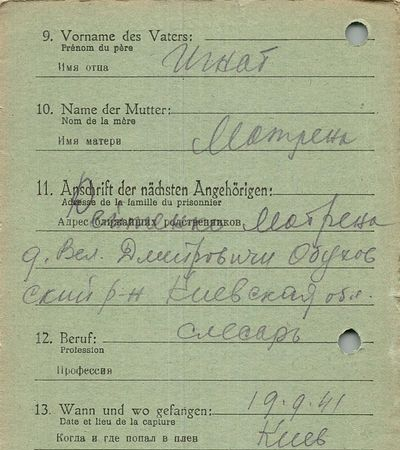 9. Vorname des Vaters:
Prénom du père
Имя отца
Игнат
10. Name der Mutter:
Nom de la mère
Имя матери
Матрена
11. Anschrift der nächsten Angehörigen:
Adresse de la famille du prisonnier
Адрес ближайших родственников
Матрена
д. Вел. Дмитровичи Обухов
ский р-н Киевская обл.
слесарь
12. Beruf:
Profession
Профессия
13. Wann und wo gefangen:
Date et lieu de la capture
Когда и где попал в плен
19.9.41
Киев